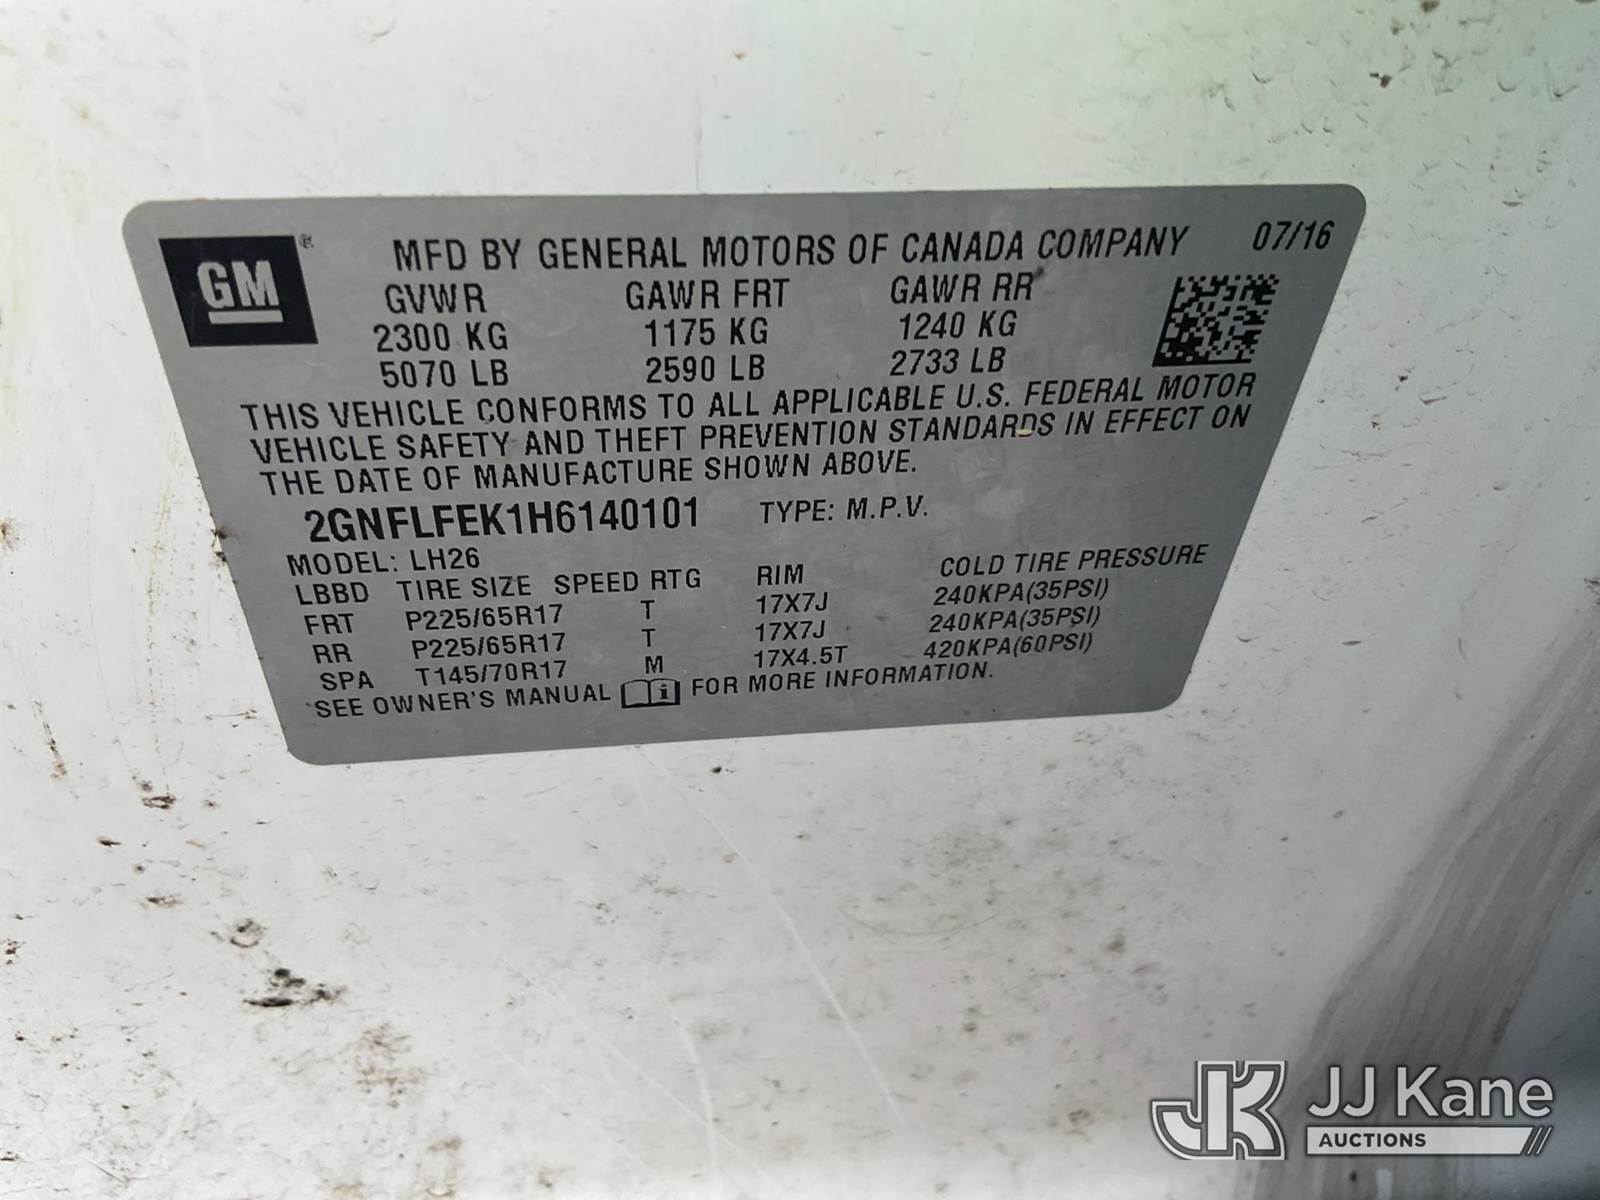 GM ® MFD BY GENERAL MOTORS OF CANADA COMPANY 07/16
GVWR GAWR FRT GAWR RR
2300 KG 1175 KG 1240 KG
5070 LB 2590 LB 2733 LB
THIS VEHICLE CONFORMS TO ALL APPLICABLE U.S. FEDERAL MOTOR
VEHICLE SAFETY AND THEFT PREVENTION STANDARDS IN EFFECT ON
THE DATE OF MANUFACTURE SHOWN ABOVE.
2GNFLFEK1H6140101 TYPE: M.P.V.
MODEL: LH26
LBBD TIRE SIZE SPEED RTG RIM COLD TIRE PRESSURE
FRT P225/65R17 T 17X7J 240KPA(35PSI)
RR P225/65R17 T 17X7J 240KPA(35PSI)
SPA T145/70R17 M 17X4.5T 420KPA(60PSI)
SEE OWNER'S MANUAL FOR MORE INFORMATION.
JK JJ Kane
AUCTIONS